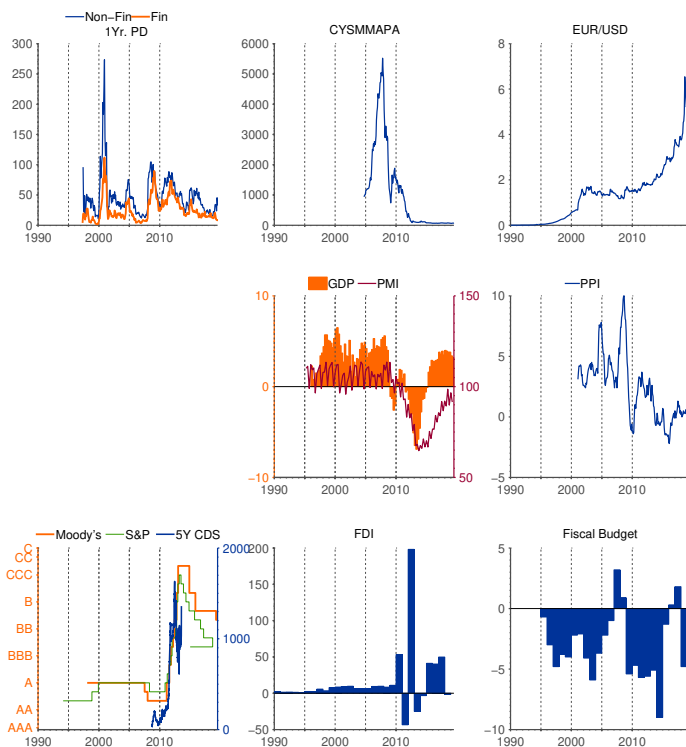 Non−Fin Fin
1Yr. PD
300
250
200
150
100
50
0
1990 2000 2010
CYSMMAPA
6000
5000
4000
3000
2000
1000
0
1990 2000 2010
EUR/USD
8
6
4
2
0
1990 2000 2010
GDP PMI
10
0
−10
150
100
50
1990 2000 2010
PPI
10
5
0
−5
1990 2000 2010
Moody's S&P 5Y CDS
C
CC
CCC
B
BB
BBB
A
AA
AAA
2000
1000
0
1990 2000 2010
FDI
200
150
100
50
0
−50
1990 2000 2010
Fiscal Budget
5
0
−5
−10
1990 2000 2010